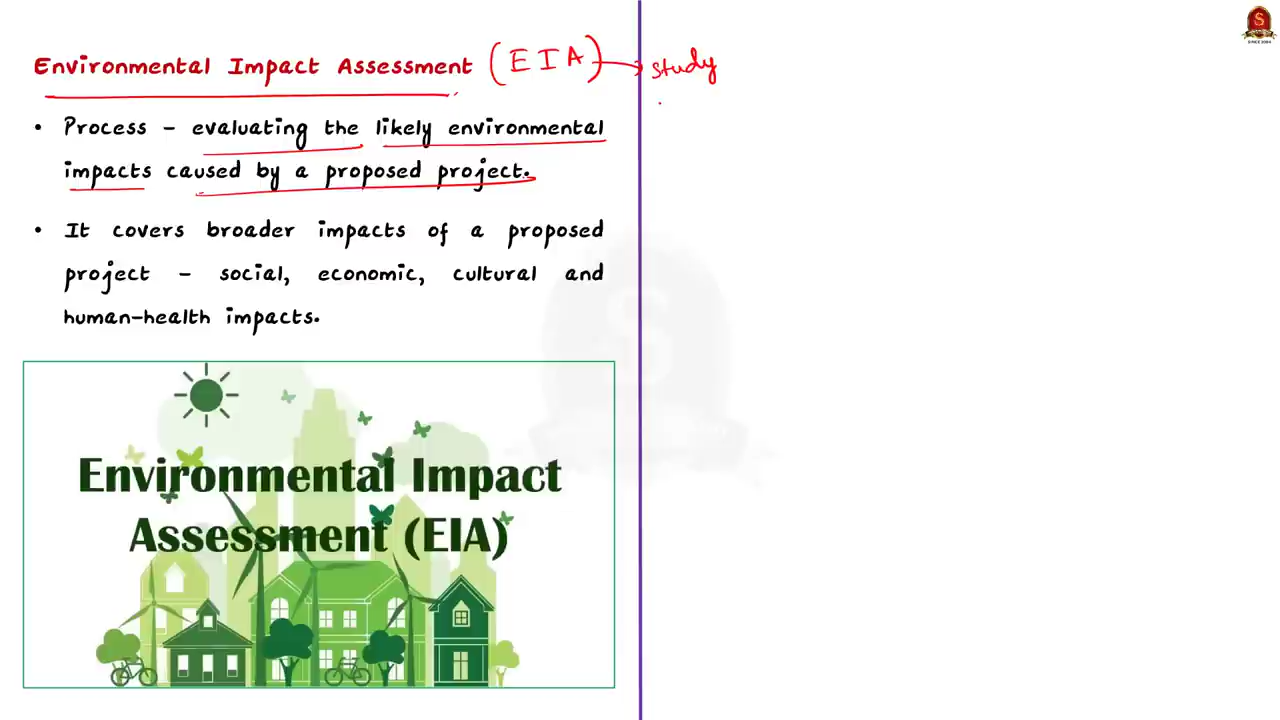 Environmental Impact Assessment (EIA) → study
• Process – evaluating the likely environmental
impacts caused by a proposed project.
• It covers broader impacts of a proposed
project – social, economic, cultural and
human-health impacts.
Environmental Impact
Assessment (EIA)
S